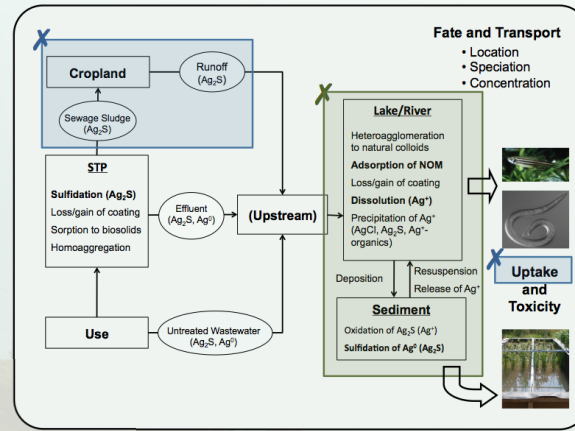 Fate and Transport
• Location
• Speciation
• Concentration
Cropland
Runoff
(Ag₂S)
Sewage Sludge
(Ag₂S)
STP
Sulfidation (Ag₂S)
Loss/gain of coating
Sorption to biosolids
Homoaggregation
Effluent
(Ag₂S, Ag⁰)
(Upstream)
Use
Untreated Wastewater
(Ag₂S, Ag⁰)
Lake/River
Heteroagglomeration
to natural colloids
Adsorption of NOM
Loss/gain of coating
Dissolution (Ag⁺)
Precipitation of Ag⁺
(AgCl, Ag₂S, Ag⁺-
organics)
Deposition
Resuspension
Release of Ag⁺
Sediment
Oxidation of Ag₂S (Ag⁺)
Sulfidation of Ag⁰ (Ag₂S)
Uptake
and
Toxicity